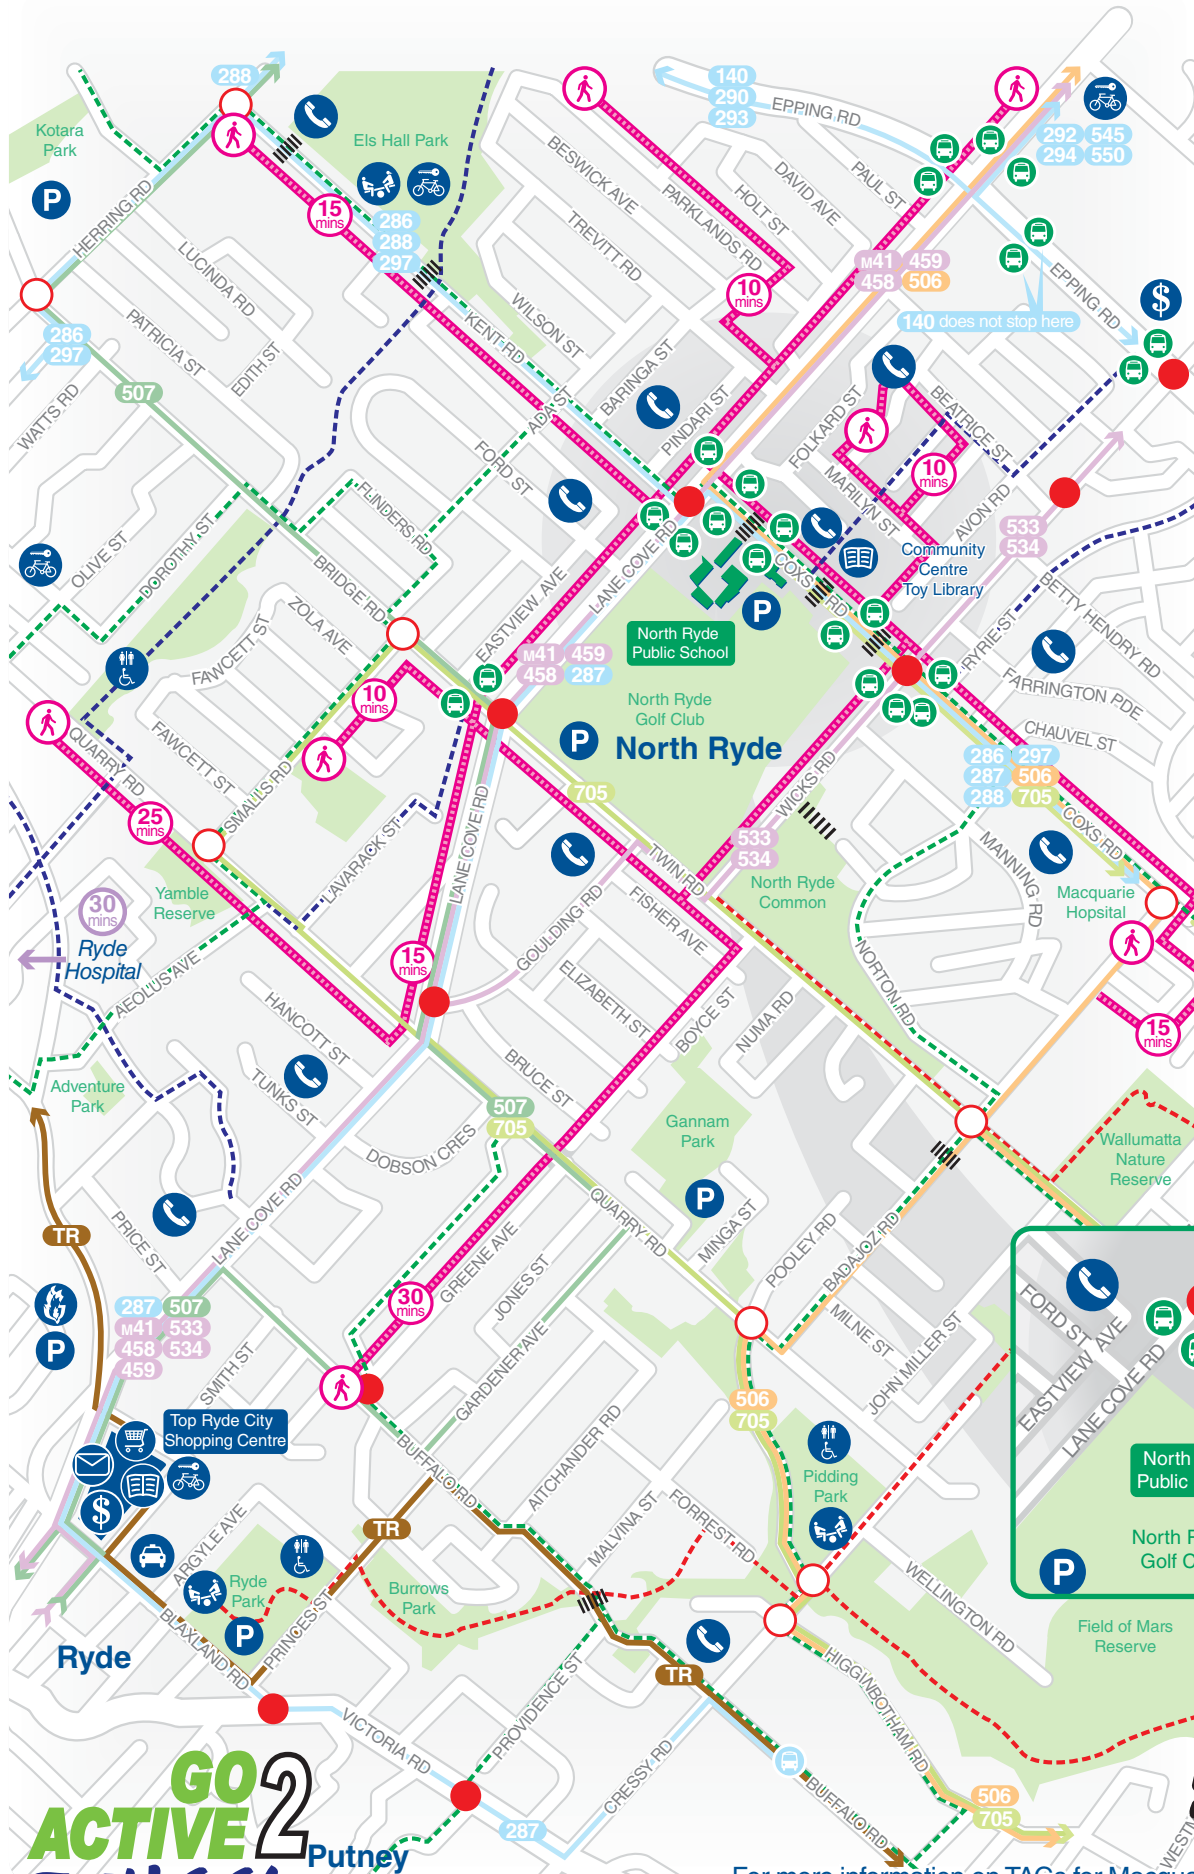 288
Kotara
Park
P
HERRING RD
LUCINDA RD
PATRICIA ST
EDITH ST
286
297
507
WATTS RD
15
mins
Els Hall Park
286
288
297
KENT RD
BESWICK AVE
TREVITT RD
WILSON ST
PARKLANDS RD
HOLT ST
DAVID AVE
PAUL ST
140
290
293
EPPING RD
292 545
294 550
10
mins
M41 459
458 506
EPPING RD
140 does not stop here
$
BARINGA ST
PINDARI ST
ADA ST
FORD ST
FOLKARD ST
BEATRICE ST
MARILYN ST
10
mins
AVON RD
533
534
OLIVE ST
DOROTHY ST
FLINDERS RD
BRIDGE RD
ZOLA AVE
FAWCETT ST
FAWCETT ST
EASTVIEW AVE
LANE COVE RD
COXS RD
Community
Centre
Toy Library
P
North Ryde
Public School
M41 459
458 287
North Ryde
Golf Club
P
North Ryde
RYRIE ST
BETTY HENDRY RD
FARRINGTON PDE
CHAUVEL ST
286 297
287 506
288 705
COXS RD
QUARRY RD
25
mins
SMALLS RD
10
mins
LAVARACK ST
LANE COVE RD
705
TWIN RD
WICKS RD
533
534
North Ryde
Common
MANNING RD
Macquarie
Hopsital
15
mins
30
mins
Ryde
Hospital
Yamble
Reserve
AEOLUS AVE
15
mins
GOULDING RD
FISHER AVE
ELIZABETH ST
BOYCE ST
NUMA RD
NORTON RD
HANCOTT ST
TUNKS ST
BRUCE ST
507
705
DOBSON CRES
Adventure
Park
Gannam
Park
P
Wallumatta
Nature
Reserve
TR
PRICE ST
LANE COVE RD
QUARRY RD
MINGA ST
POOLEY RD
BADAJOZ RD
MILNE ST
JOHN MILLER ST
P
287 507
M41 533
458 534
459
SMITH ST
30
mins
GREENE AVE
JONES ST
GARDENER AVE
FORD ST
EASTVIEW AVE
LANE COVE RD
North
Public
Golf C
P
506
705
Top Ryde City
Shopping Centre
$
BUFFALO RD
AITCHANDER RD
MALVINA ST
FORREST RD
Pidding
Park
TR
ARGYLE AVE
Ryde
Park
P
PRINCES ST
Burrows
Park
WELLINGTON RD
Field of Mars
Reserve
Ryde
BLAXLAND RD
VICTORIA RD
PROVIDENCE ST
TR
CRESSY RD
HIGGINBOTHAM RD
BUFFALO RD
506
705
287
GO
ACTIVE 2
Putney